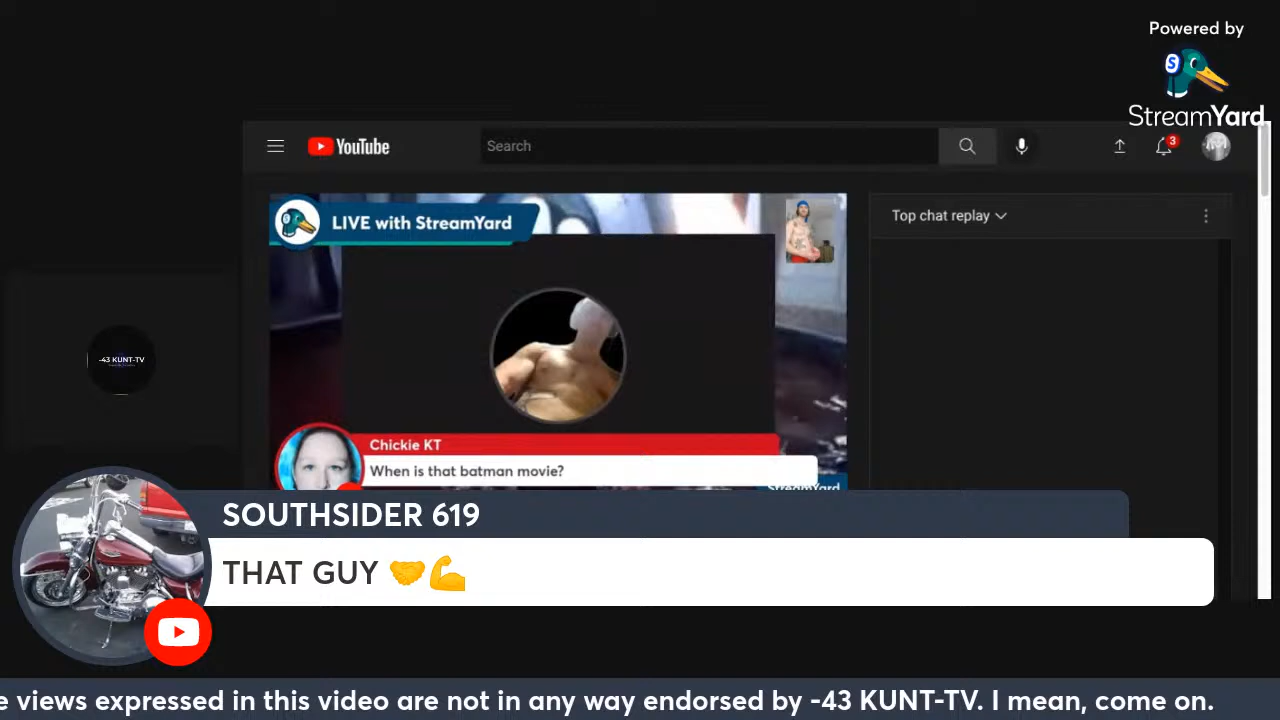 Powered by
StreamYard
YouTube
Search
3
LIVE with StreamYard
Top chat replay
-43 KUNT-TV
Chickie KT
When is that batman movie?
StreamYard
SOUTHSIDER 619
THAT GUY 🤝💪
e views expressed in this video are not in any way endorsed by -43 KUNT-TV. I mean, come on.